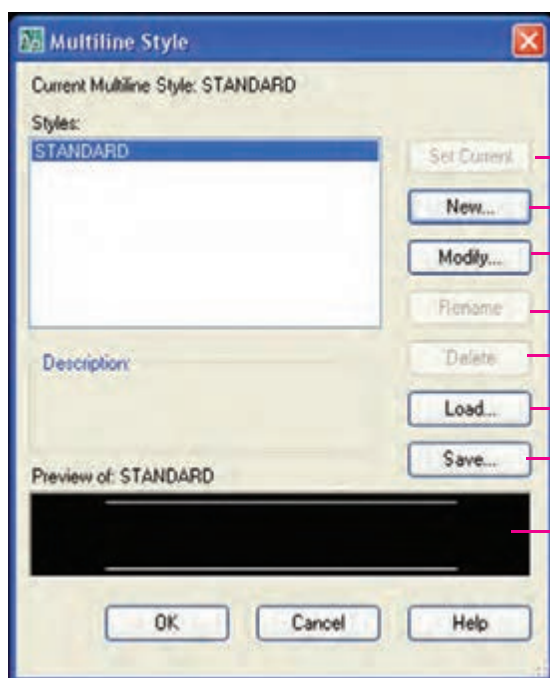 Multiline Style
Current Multiline Style: STANDARD
Styles:
STANDARD
Set Current
New...
Modify...
Rename
Delete
Description:
Load...
Save...
Preview of: STANDARD
OK
Cancel
Help